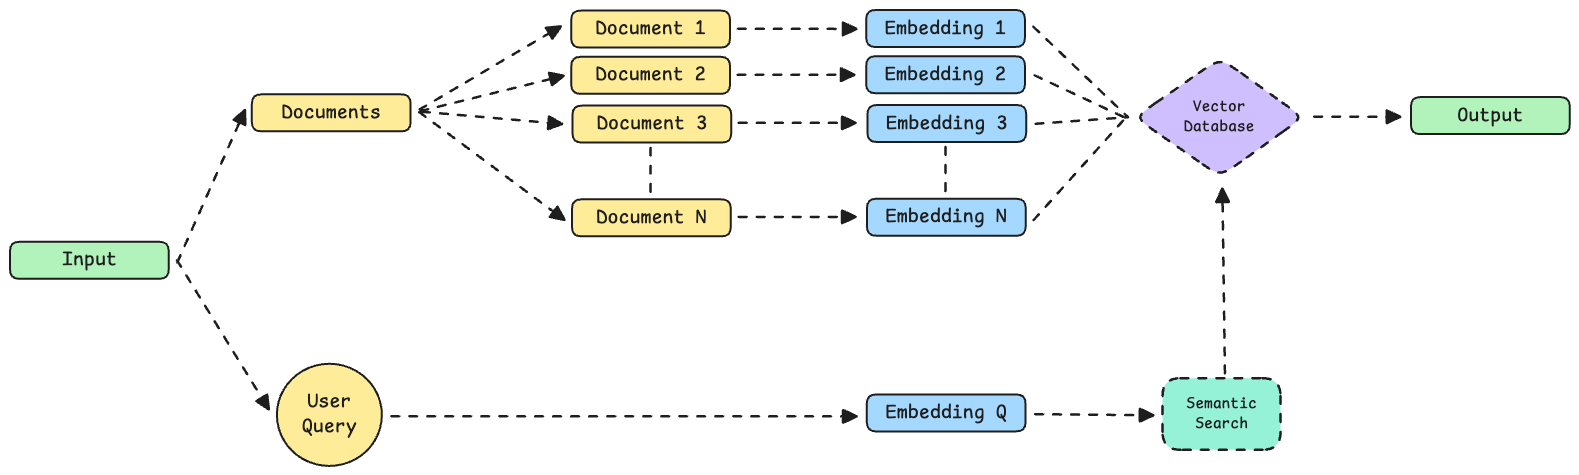 Document 1
Embedding 1
Document 2
Embedding 2
Documents
Document 3
Embedding 3
Vector
Database
Output
Document N
Embedding N
Input
User
Query
Embedding Q
Semantic
Search